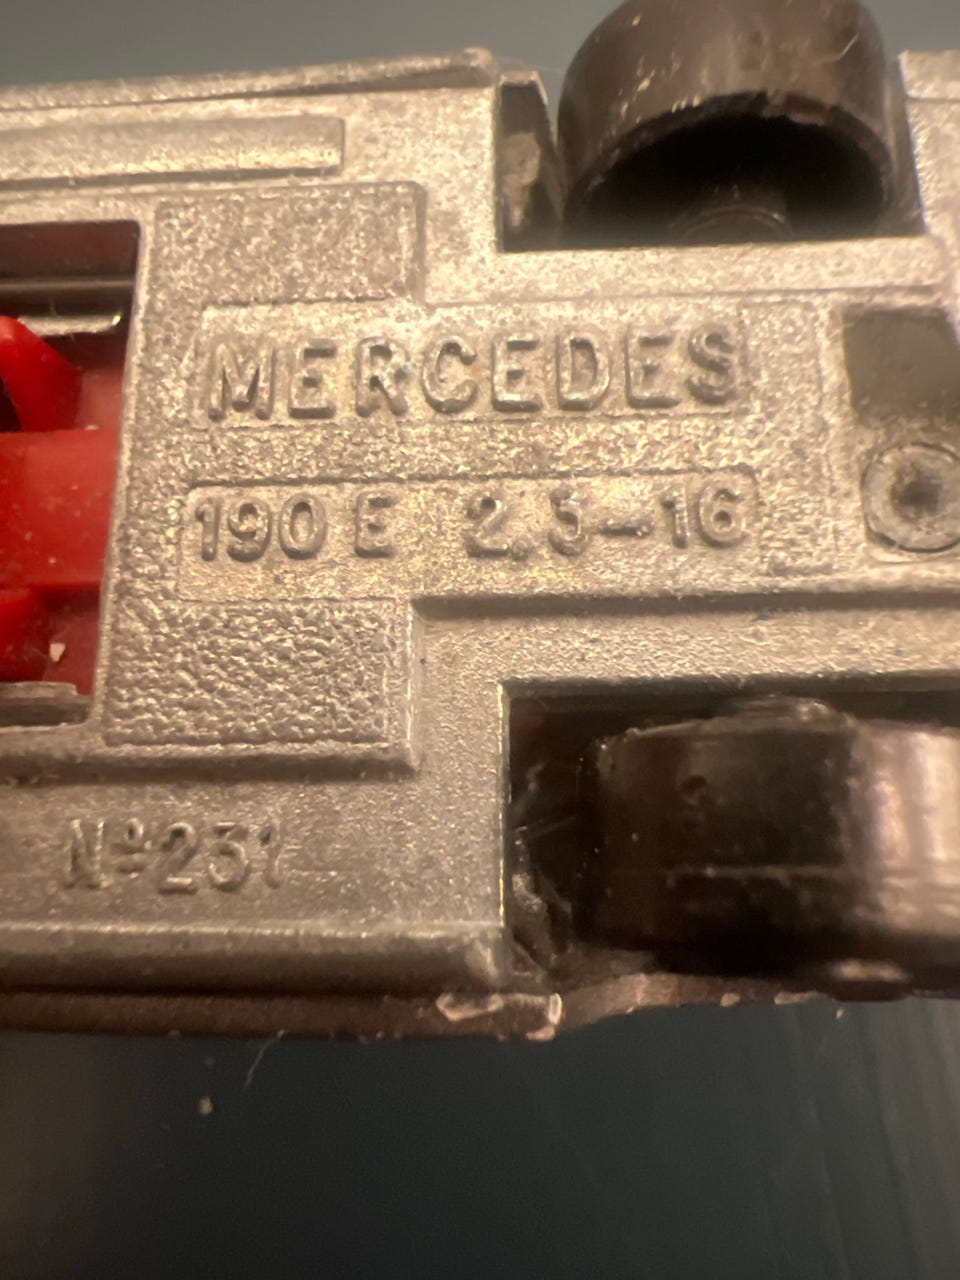 MERCEDES
190 E 2.3-16
Nº231